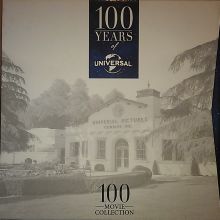 100
YEARS
of
UNIVERSAL
UNIVERSAL PICTURES
100
MOVIE
COLLECTION